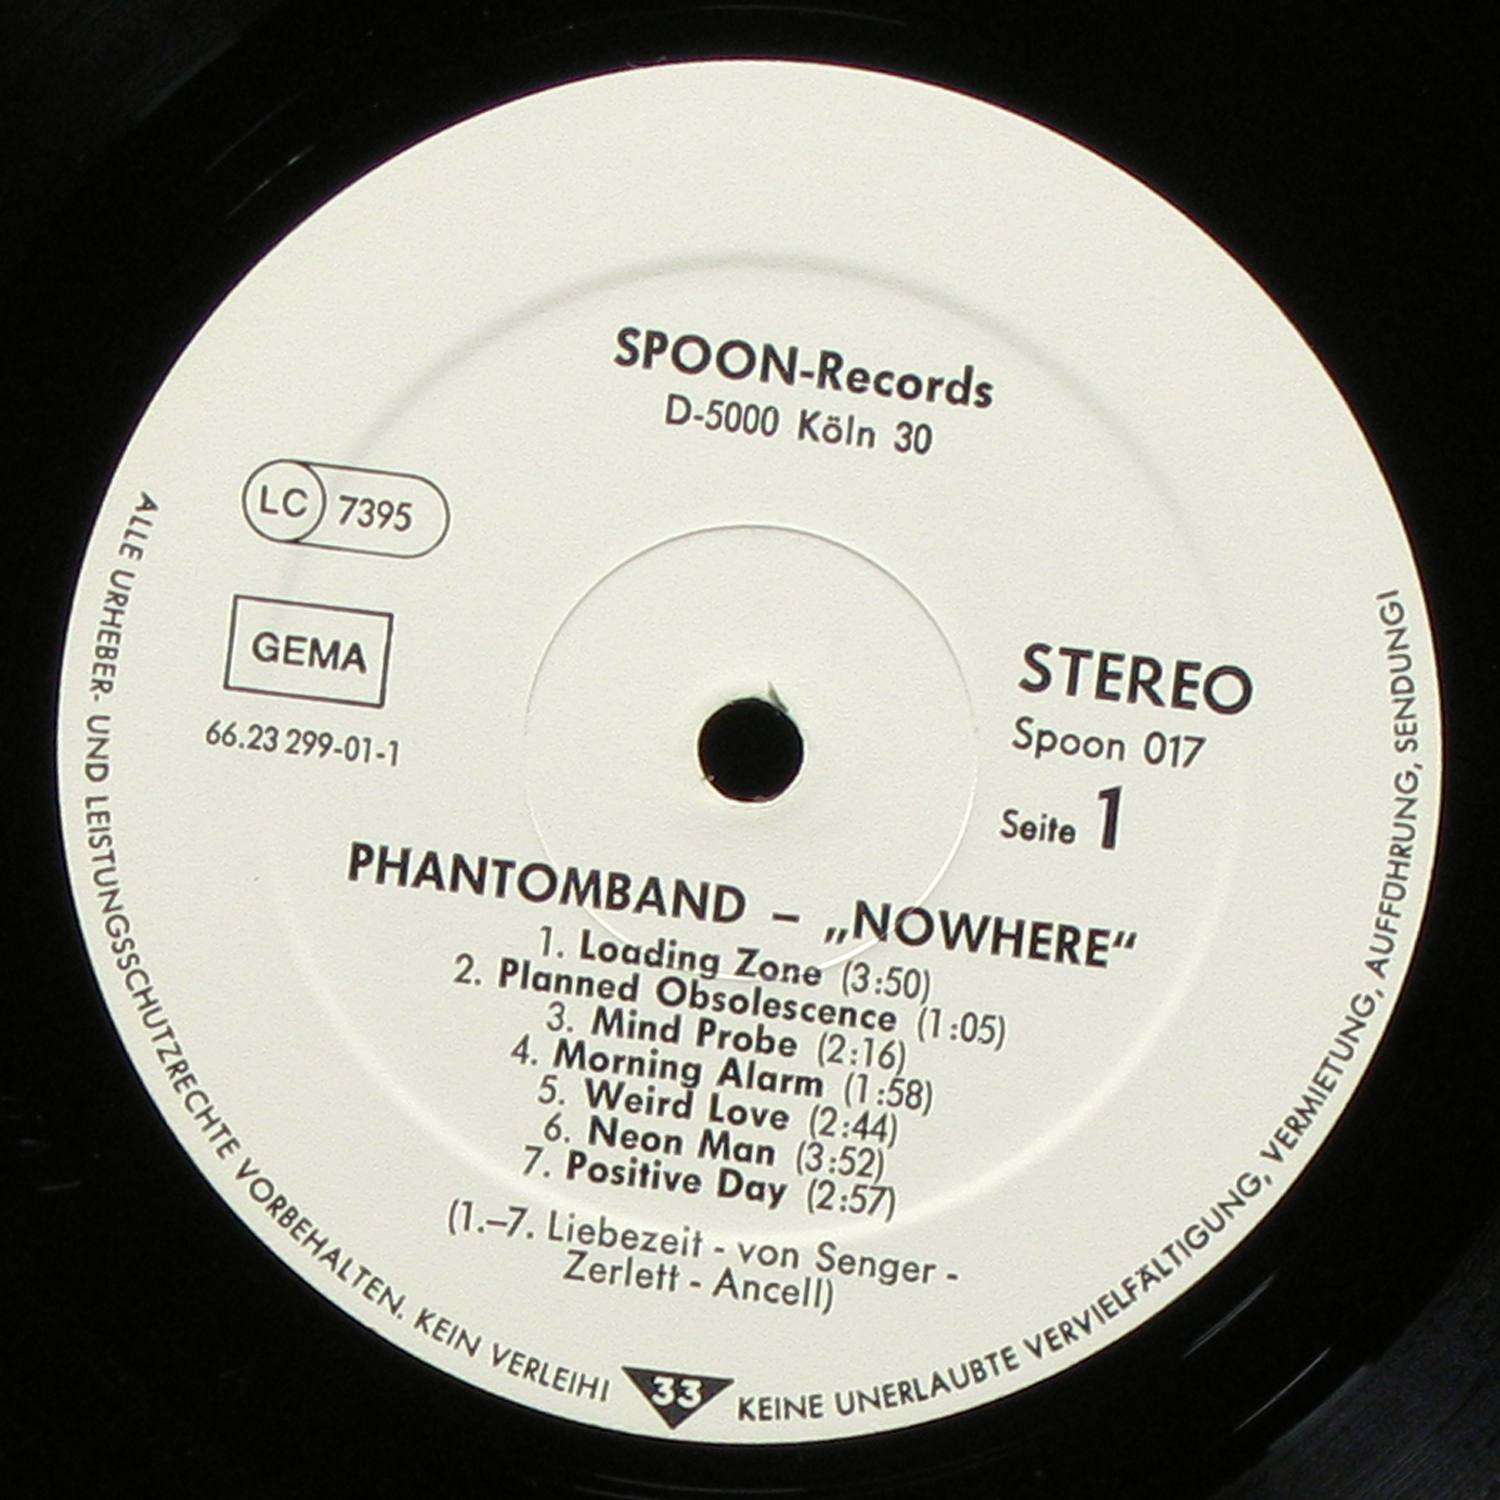 SPOON-Records
D-5000 Köln 30
LC 7395
GEMA
66.23 299-01-1
STEREO
Spoon 017
Seite 1
PHANTOMBAND – „NOWHERE“
1. Loading Zone (3:50)
2. Planned Obsolescence (1:05)
3. Mind Probe (2:16)
4. Morning Alarm (1:58)
5. Weird Love (2:44)
6. Neon Man (3:52)
7. Positive Day (2:57)
(1.–7. Liebezeit - von Senger -
Zerlett - Ancell)
ALLE URHEBER- UND LEISTUNGSSCHUTZRECHTE VORBEHALTEN. KEIN VERLEIH!
33
KEINE UNERLAUBTE VERVIELFÄLTIGUNG, VERMIETUNG, AUFFÜHRUNG, SENDUNG!